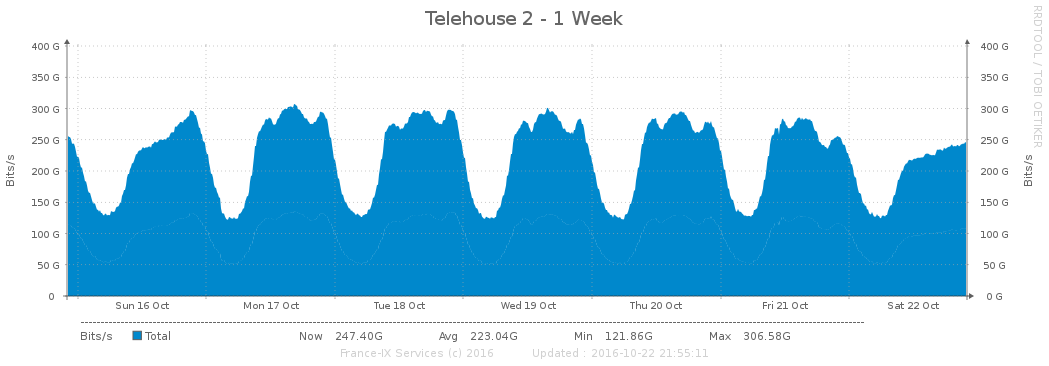 Telehouse 2 - 1 Week
RRDTOOL / TOBI OETIKER
Bits/s
400 G
350 G
300 G
250 G
200 G
150 G
100 G
50 G
0
400 G
350 G
300 G
250 G
200 G
150 G
100 G
50 G
0 G
Bits/s
Sun 16 Oct Mon 17 Oct Tue 18 Oct Wed 19 Oct Thu 20 Oct Fri 21 Oct Sat 22 Oct
Bits/s Total Now 247.40G Avg 223.04G Min 121.86G Max 306.58G
France-IX Services (c) 2016 Updated : 2016-10-22 21:55:11